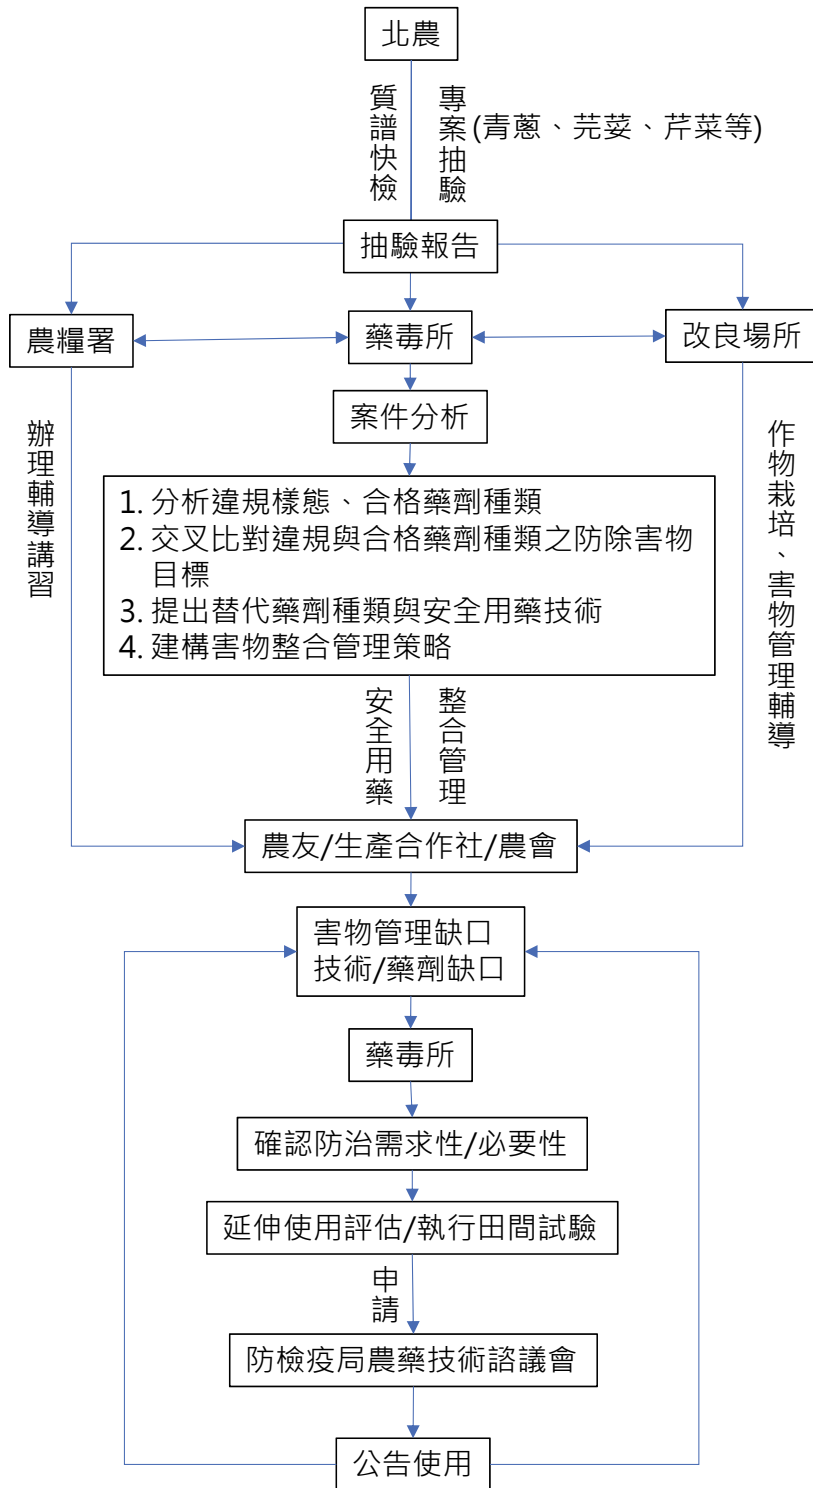 北農
質譜快檢
專案抽驗
(青蔥、芫荽、芹菜等)
抽驗報告
農糧署
藥毒所
改良場所
案件分析
辦理輔導講習
作物栽培、害物管理輔導
1. 分析違規樣態、合格藥劑種類
2. 交叉比對違規與合格藥劑種類之防除害物
目標
3. 提出替代藥劑種類與安全用藥技術
4. 建構害物整合管理策略
安全用藥
整合管理
農友/生產合作社/農會
害物管理缺口
技術/藥劑缺口
藥毒所
確認防治需求性/必要性
延伸使用評估/執行田間試驗
申請
防檢疫局農藥技術諮議會
公告使用